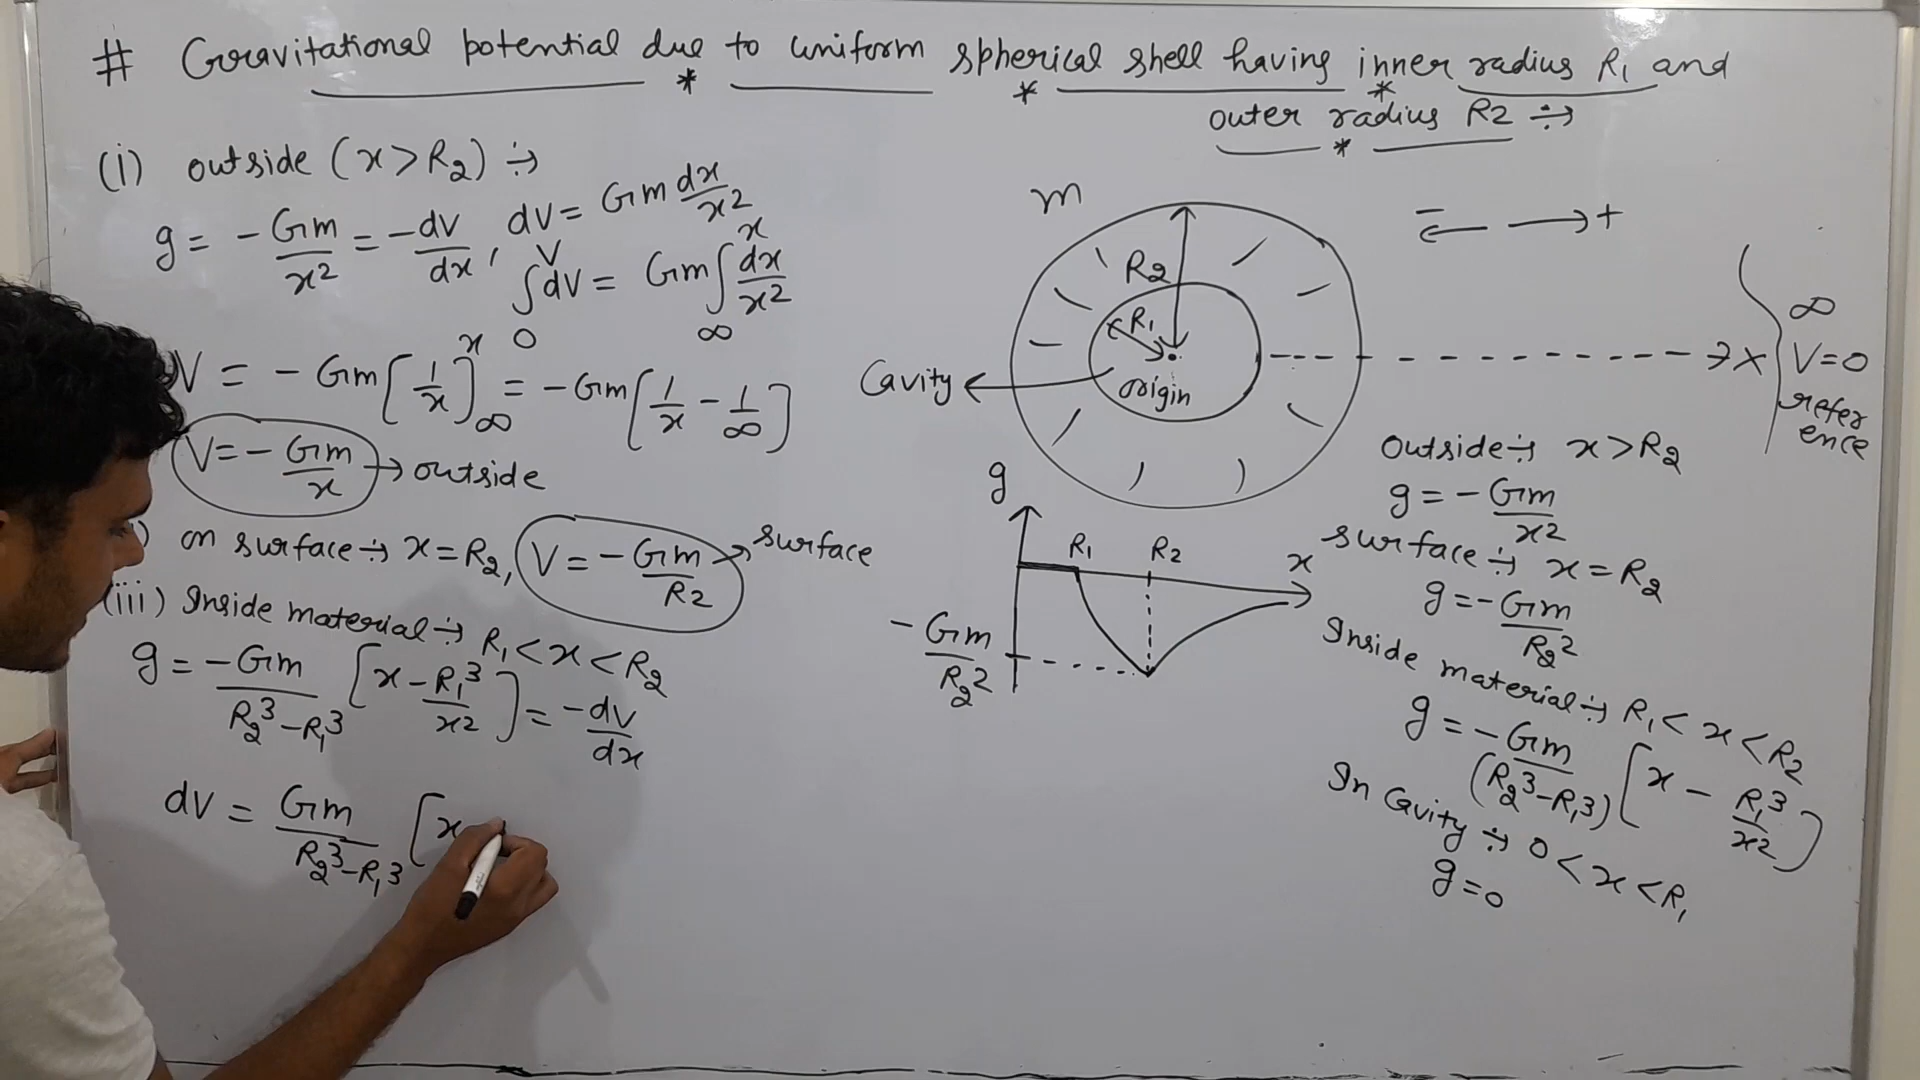 # Gravitational potential due to uniform spherical shell having inner radius R₁ and
outer radius R2 ÷→
(i) outside (x>R₂) ÷→
g = -Gm/x² = -dV/dx, dV = Gm dx/x²
∫₀^V dV = Gm ∫_∞^x dx/x²
V = -Gm[1/x]_∞^x = -Gm[1/x - 1/∞]
V = -Gm/x → outside
) on surface ÷→ x=R₂, V = -Gm/R2 → surface
(iii) Inside material ÷→ R₁<x<R₂
g = -Gm/R₂³-R₁³ [x - R₁³/x²] = -dV/dx
dV = Gm/R₂³-R₁³ [x
m
R₂
R₁
origin
Cavity
- ← → +
→ X
∞
V=0
refer
ence
g
R₁ R₂ x
-Gm/R₂²
Outside ÷→ x>R₂
g = -Gm/x²
surface ÷→ x=R₂
g = -Gm/R₂²
Inside material ÷→ R₁<x<R₂
g = -Gm/(R₂³-R₁³) [x - R₁³/x²]
In Cavity ÷→ 0<x<R₁
g=0